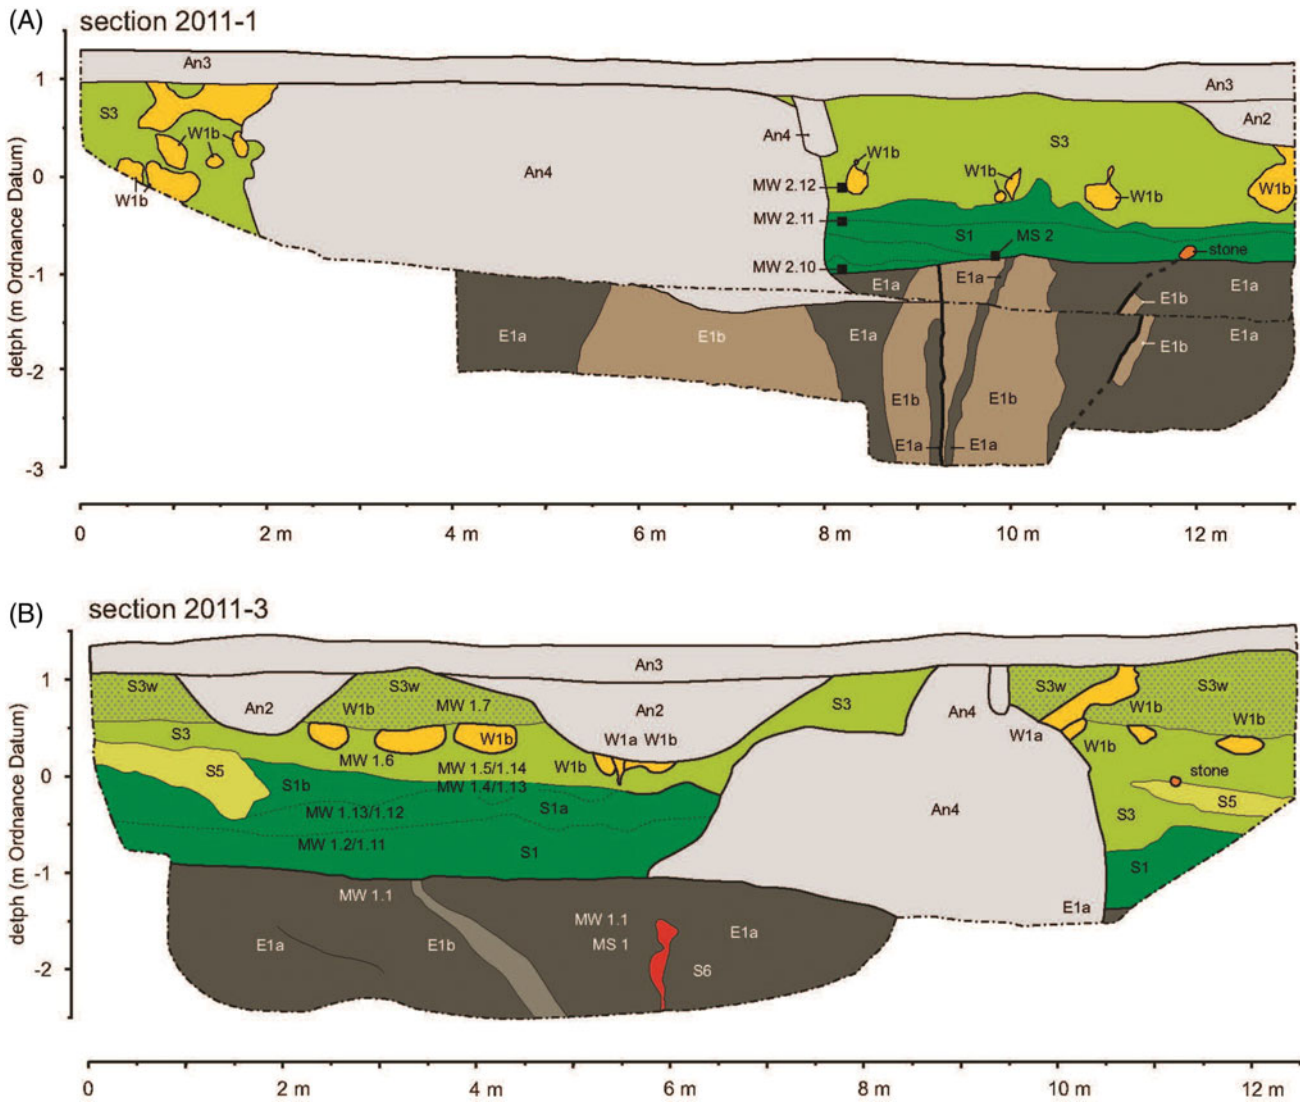 (A) section 2011-1
detph (m Ordnance Datum)
1
0
-1
-2
-3
An3
An3
S3
W1b
W1b
An4
An4
An2
S3
W1b
W1b
W1b
W1b
MW 2.12
MW 2.11
MW 2.10
S1
MS 2
stone
E1a
E1a
E1b
E1a
E1a
E1b
E1a
E1b
E1a
E1b
E1b
E1a
E1a
0 2 m 4 m 6 m 8 m 10 m 12 m
(B) section 2011-3
detph (m Ordnance Datum)
1
0
-1
-2
An3
S3w
An2
S3w
W1b
MW 1.7
An2
S3
An4
S3w
S3w
W1b
W1b
S3
W1b
W1a W1b
W1a
W1b
MW 1.6
MW 1.5/1.14
W1b
S5
S1b
MW 1.4/1.13
stone
S5
MW 1.13/1.12
S1a
An4
S3
MW 1.2/1.11
S1
S1
MW 1.1
E1a
MW 1.1
E1a
E1b
MS 1
E1a
S6
0 2 m 4 m 6 m 8 m 10 m 12 m